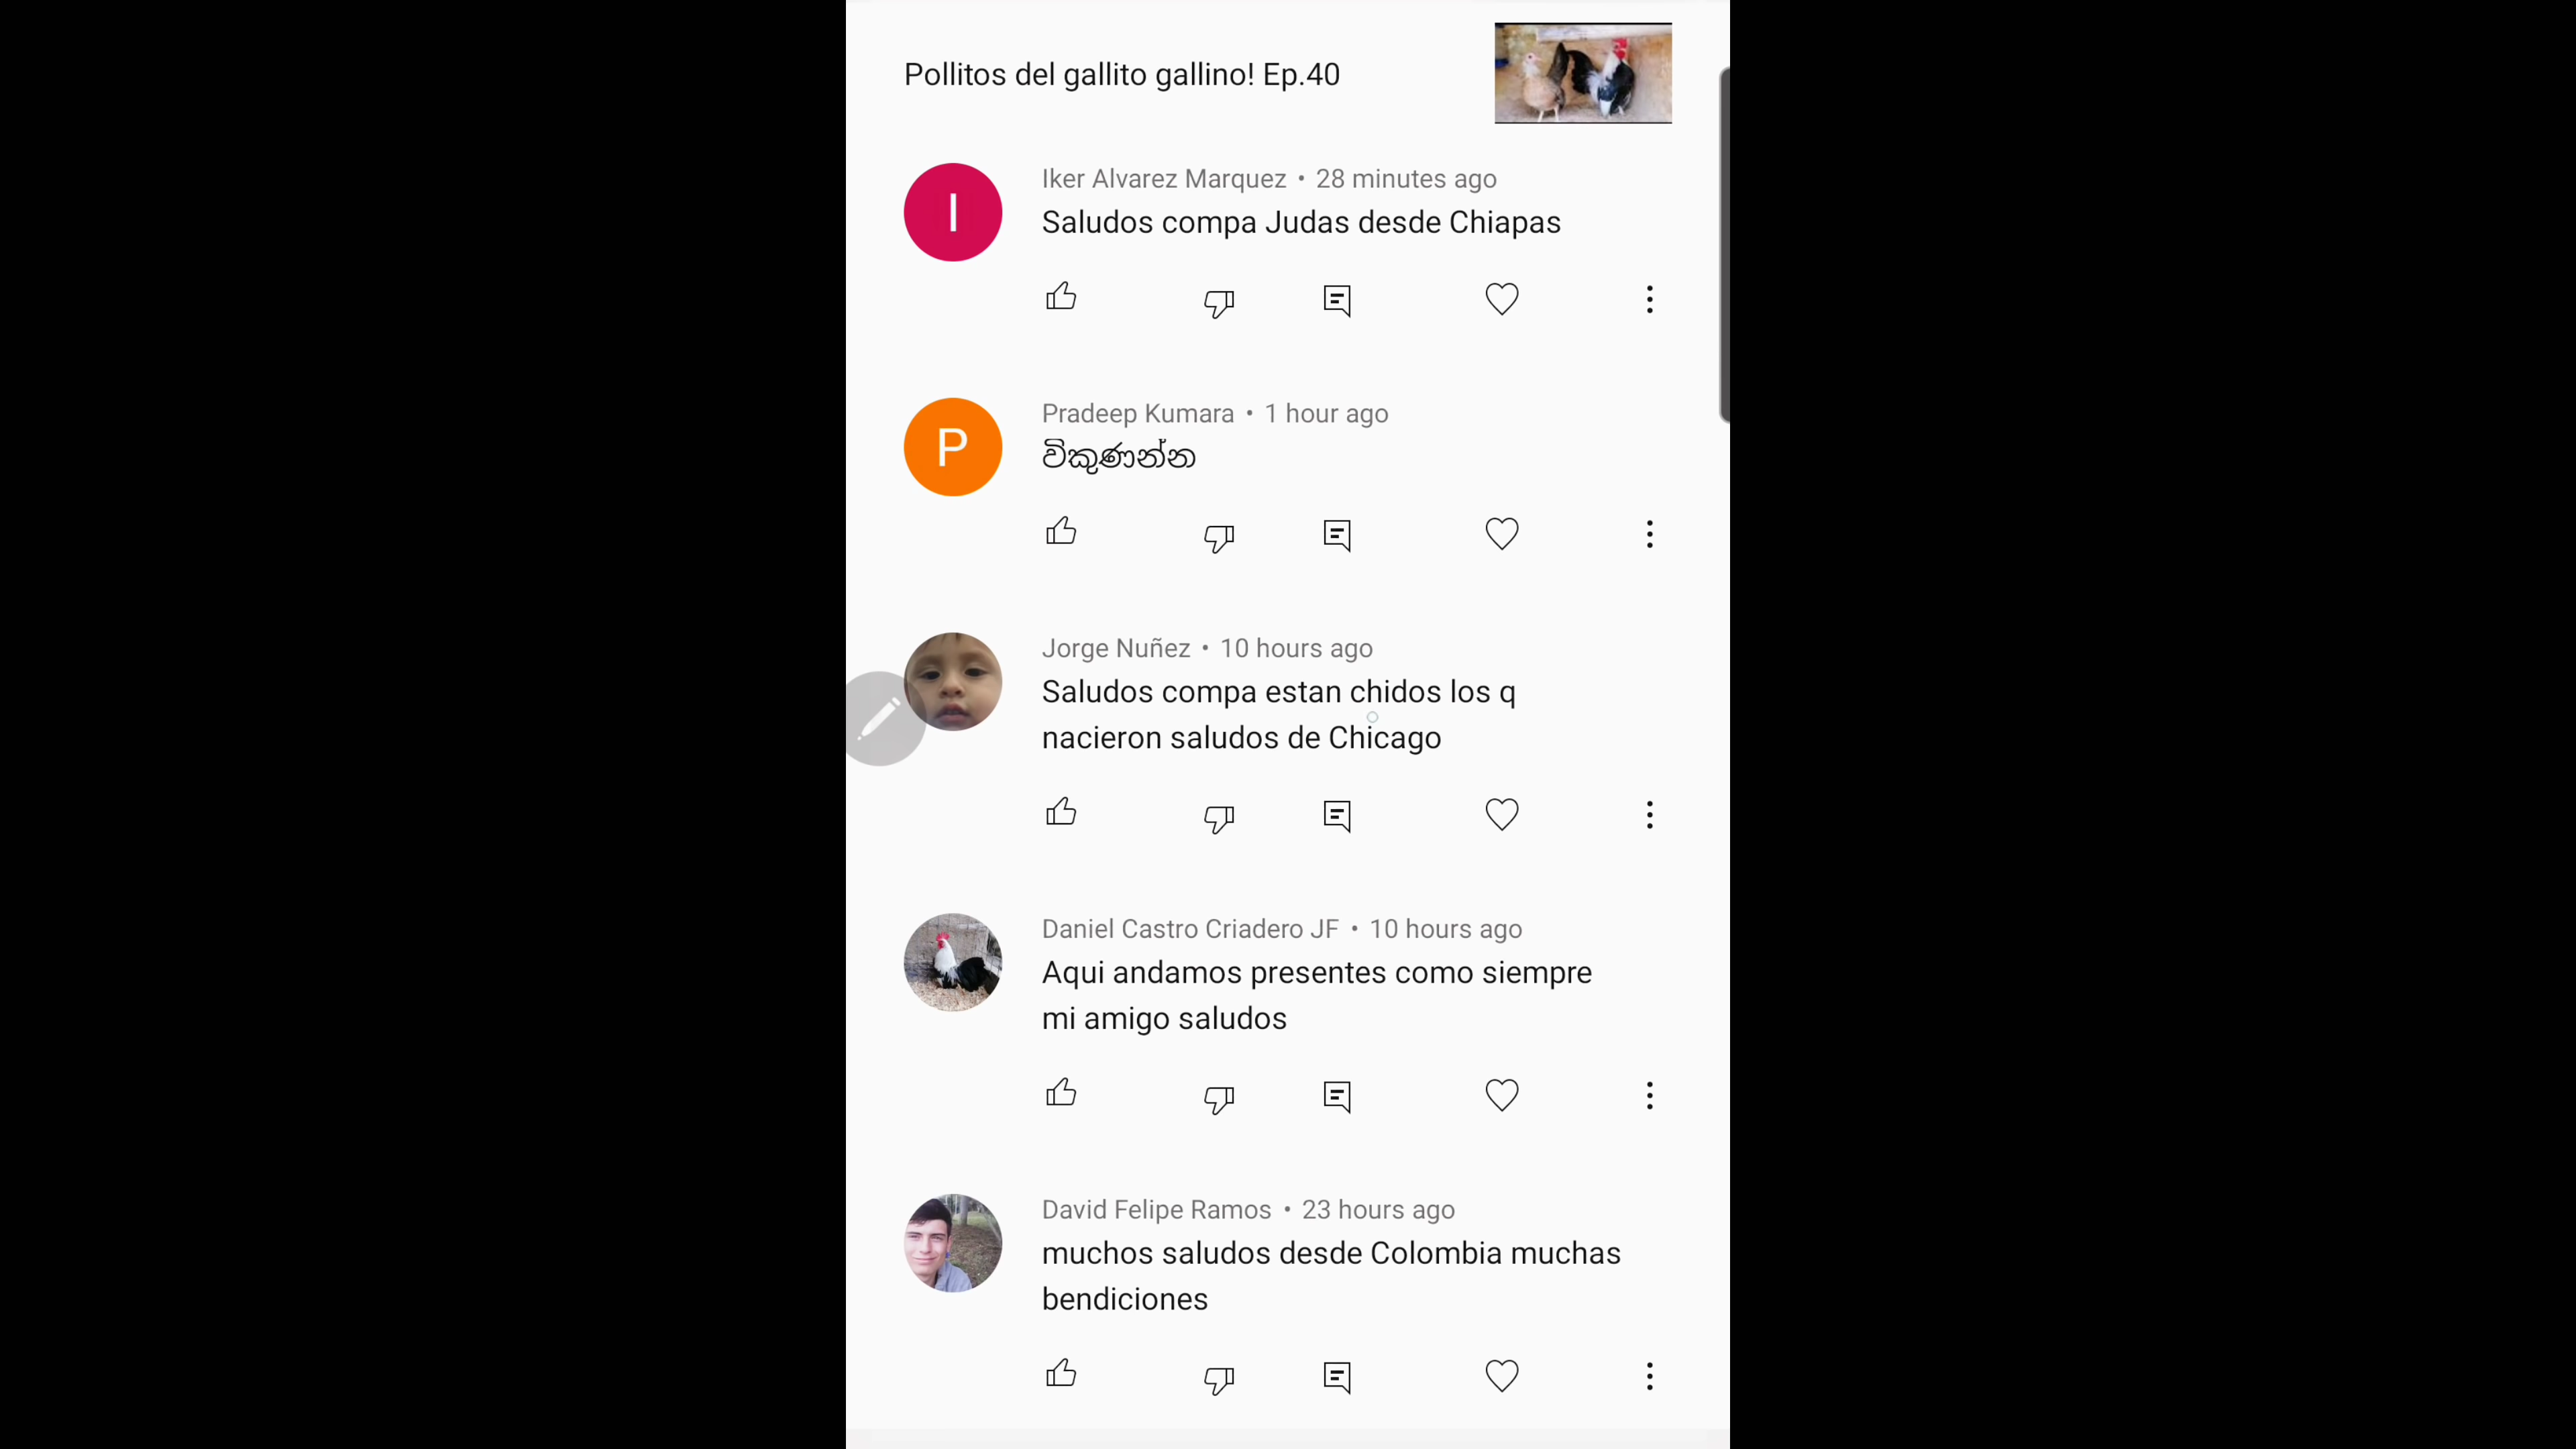 Pollitos del gallito gallino! Ep.40
Iker Alvarez Marquez • 28 minutes ago
I
Saludos compa Judas desde Chiapas
Pradeep Kumara • 1 hour ago
P
විකුණන්න
Jorge Nuñez • 10 hours ago
Saludos compa estan chidos los q
nacieron saludos de Chicago
Daniel Castro Criadero JF • 10 hours ago
Aqui andamos presentes como siempre
mi amigo saludos
David Felipe Ramos • 23 hours ago
muchos saludos desde Colombia muchas
bendiciones